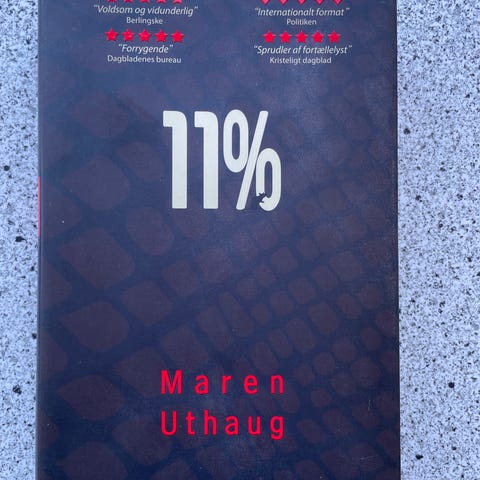 "Voldsom og vidunderlig"
Berlingske
"Internationalt format"
Politiken
"Forrygende"
Dagbladenes bureau
"Sprudler af fortællelyst"
Kristeligt dagblad
11%
Maren
Uthaug